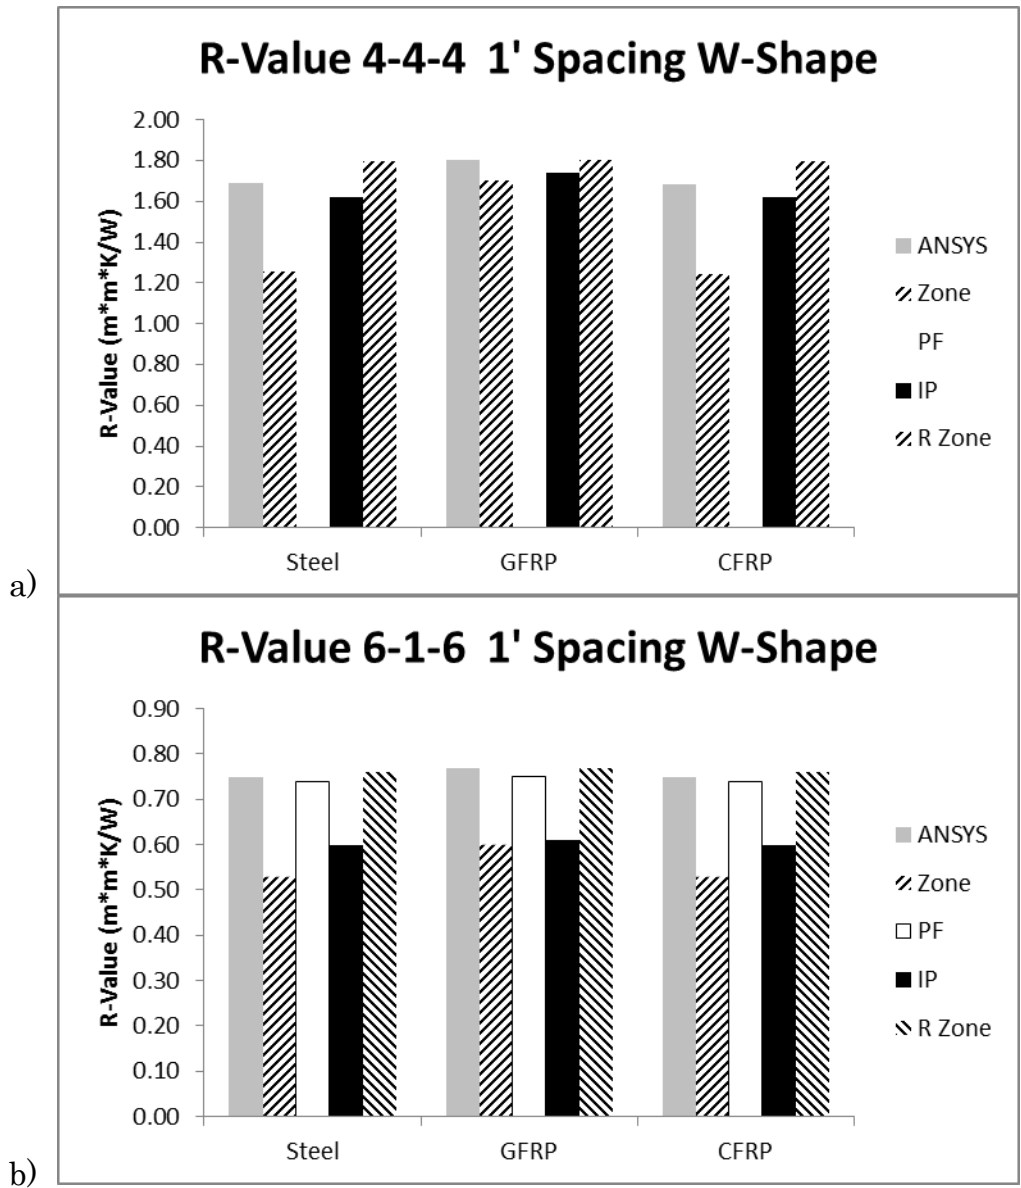 R-Value 4-4-4 1' Spacing W-Shape
R-Value (m*m*K/W)
2.00
1.80
1.60
1.40
1.20
1.00
0.80
0.60
0.40
0.20
0.00
Steel
GFRP
CFRP
ANSYS
Zone
PF
IP
R Zone
a)
R-Value 6-1-6 1' Spacing W-Shape
R-Value (m*m*K/W)
0.90
0.80
0.70
0.60
0.50
0.40
0.30
0.20
0.10
0.00
Steel
GFRP
CFRP
ANSYS
Zone
PF
IP
R Zone
b)